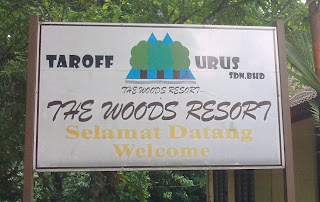 TAROFF URUS
SDN.BHD
THE WOODS RESORT
THE WOODS RESORT
Selamat Datang
Welcome